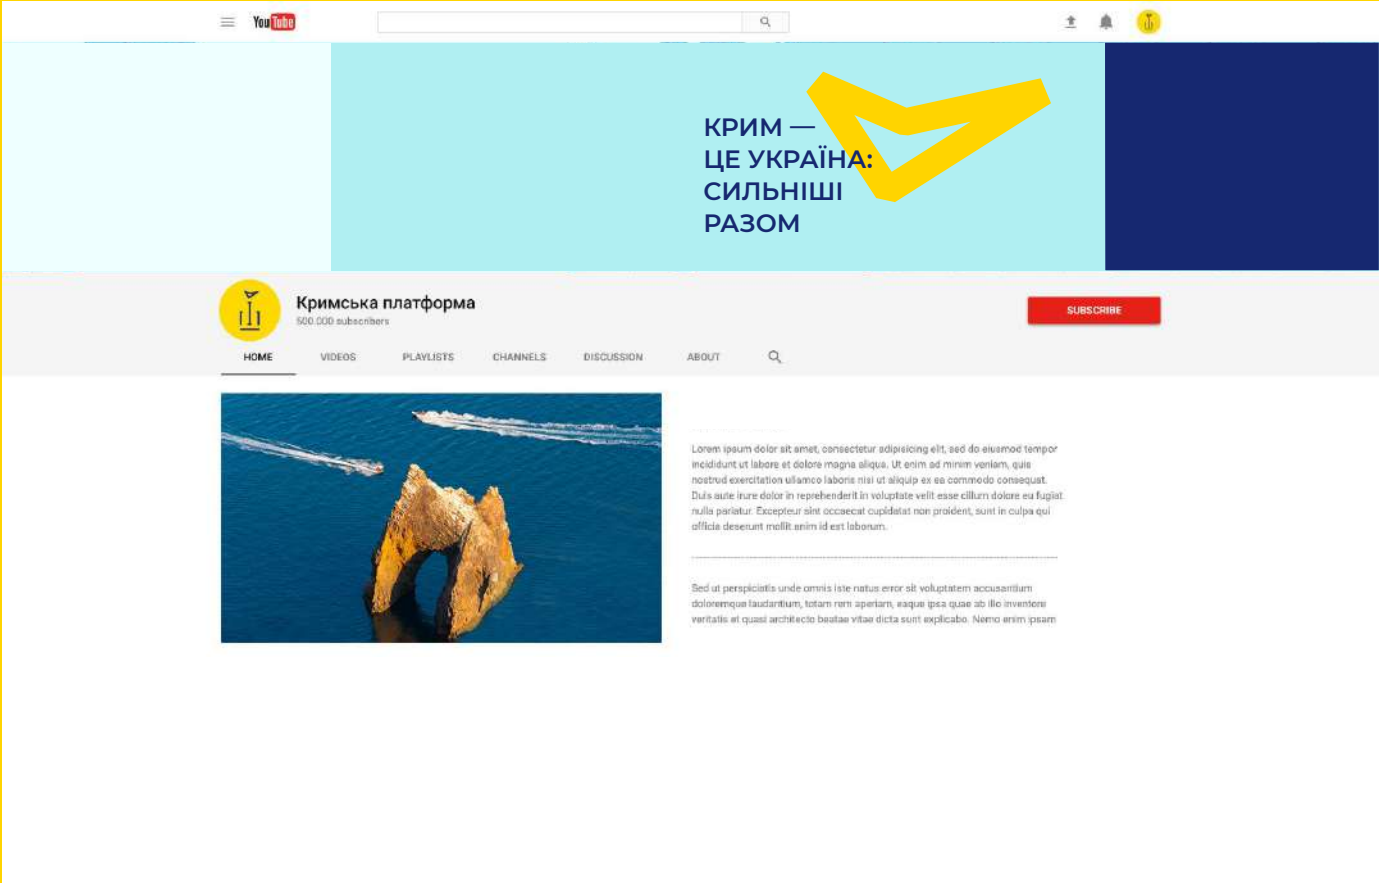 YouTube
КРИМ —
ЦЕ УКРАЇНА:
СИЛЬНІШІ
РАЗОМ
Кримська платформа
500.000 subscribers
SUBSCRIBE
HOME VIDEOS PLAYLISTS CHANNELS DISCUSSION ABOUT
Lorem ipsum dolor sit amet, consectetur adipisicing elit, sed do eiusmod tempor
incididunt ut labore et dolore magna aliqua. Ut enim ad minim veniam, quis
nostrud exercitation ullamco laboris nisi ut aliquip ex ea commodo consequat.
Duis aute irure dolor in reprehenderit in voluptate velit esse cillum dolore eu fugiat
nulla pariatur. Excepteur sint occaecat cupidatat non proident, sunt in culpa qui
officia deserunt mollit anim id est laborum.
Sed ut perspiciatis unde omnis iste natus error sit voluptatem accusantium
doloremque laudantium, totam rem aperiam, eaque ipsa quae ab illo inventore
veritatis et quasi architecto beatae vitae dicta sunt explicabo. Nemo enim ipsam